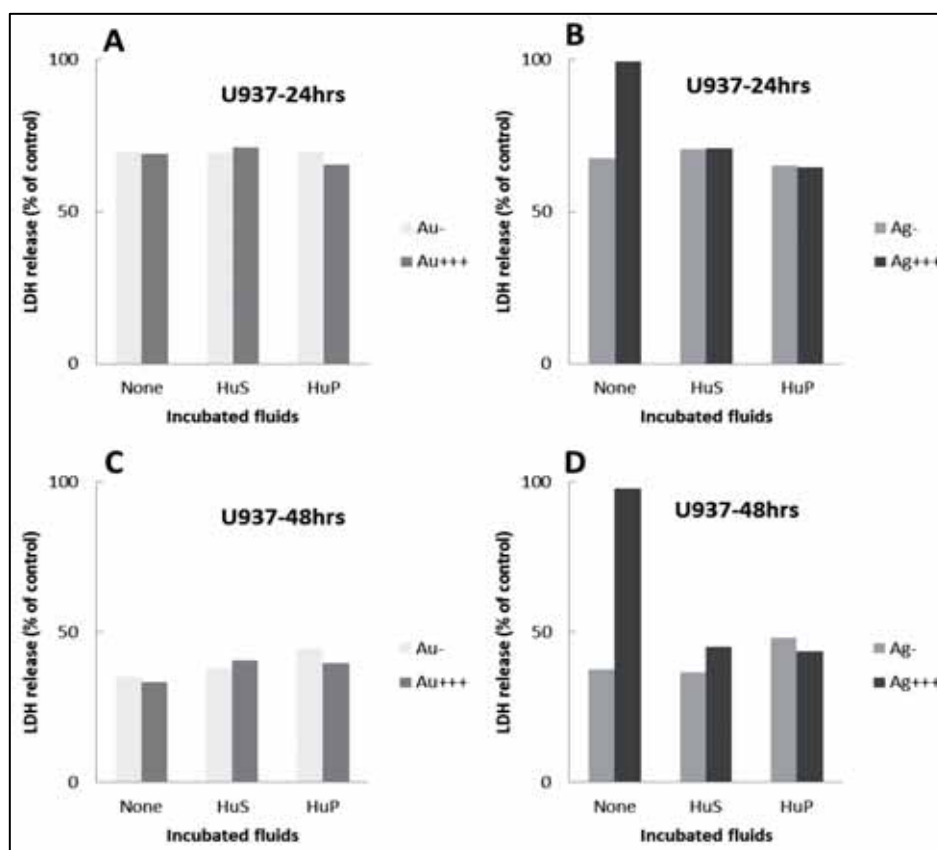 A
U937-24hrs
LDH release (% of control)
100
50
0
None HuS HuP
Incubated fluids
Au-
Au+++
B
U937-24hrs
LDH release (% of control)
100
50
0
None HuS HuP
Incubated fluids
Ag-
Ag+++
C
U937-48hrs
LDH release (% of control)
100
50
0
None HuS HuP
Incubated fluids
Au-
Au+++
D
U937-48hrs
LDH release (% of control)
100
50
0
None HuS HuP
Incubated fluids
Ag-
Ag+++